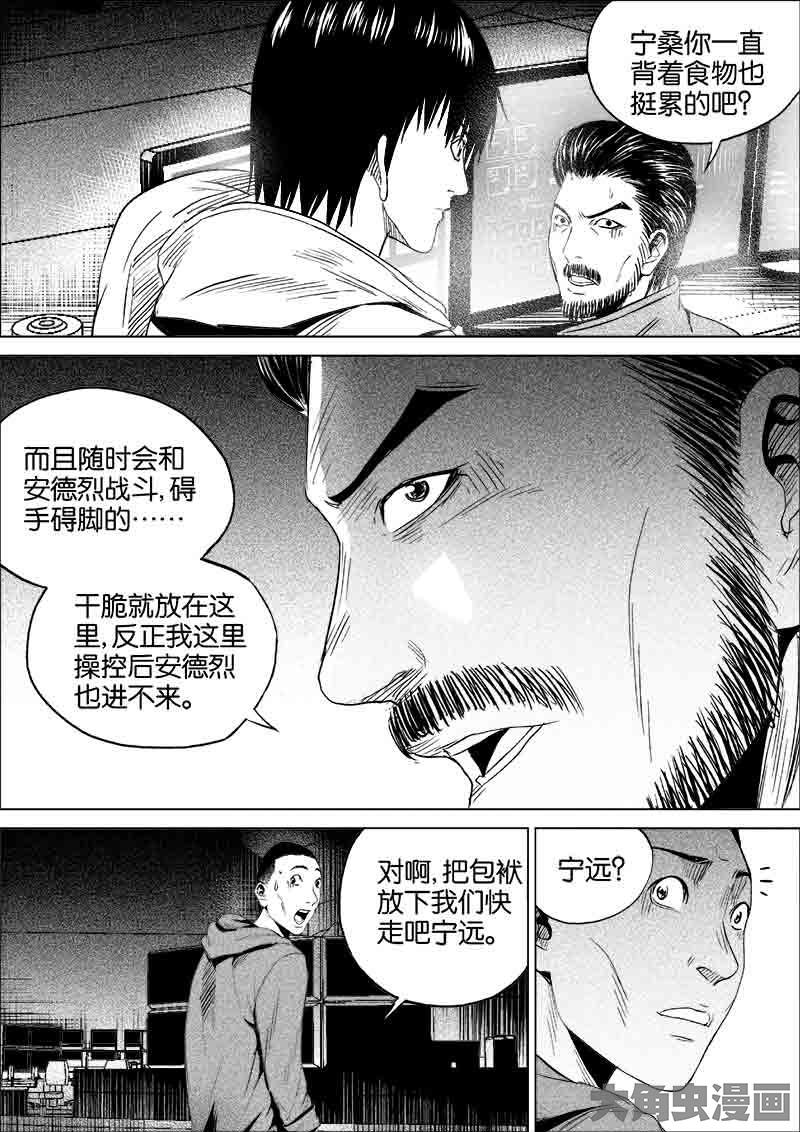 宁桑你一直
背着食物也
挺累的吧?
而且随时会和
安德烈战斗,碍
手碍脚的……
干脆就放在这
里,反正我这里
操控后安德烈
也进不来。
对啊,把包袱
放下我们快
走吧宁远。
宁远?
大角虫漫画